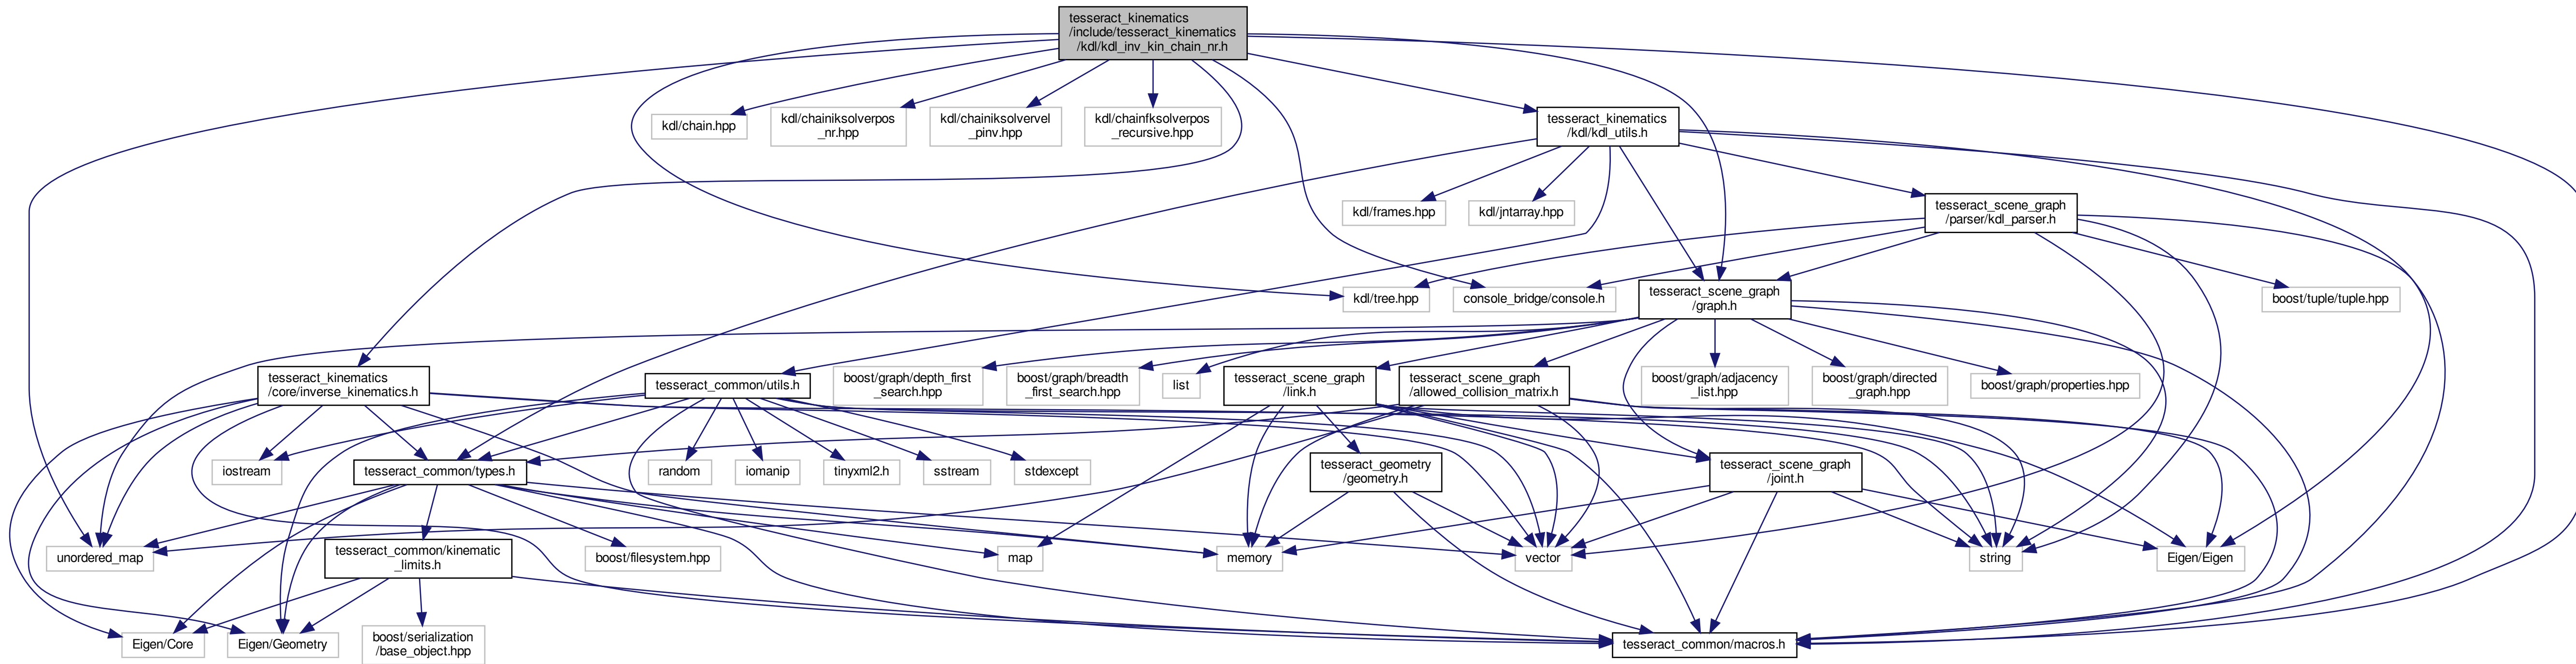 tesseract_kinematics
/include/tesseract_kinematics
/kdl/kdl_inv_kin_chain_nr.h
kdl/chain.hpp
kdl/chainiksolverpos
_nr.hpp
kdl/chainiksolvervel
_pinv.hpp
kdl/chainfksolverpos
_recursive.hpp
tesseract_kinematics
/kdl/kdl_utils.h
kdl/frames.hpp
kdl/jntarray.hpp
tesseract_scene_graph
/parser/kdl_parser.h
kdl/tree.hpp
console_bridge/console.h
tesseract_scene_graph
/graph.h
boost/tuple/tuple.hpp
tesseract_kinematics
/core/inverse_kinematics.h
tesseract_common/utils.h
boost/graph/depth_first
_search.hpp
boost/graph/breadth
_first_search.hpp
list
tesseract_scene_graph
/link.h
tesseract_scene_graph
/allowed_collision_matrix.h
boost/graph/adjacency
_list.hpp
boost/graph/directed
_graph.hpp
boost/graph/properties.hpp
iostream
tesseract_common/types.h
random
iomanip
tinyxml2.h
sstream
stdexcept
tesseract_geometry
/geometry.h
tesseract_scene_graph
/joint.h
unordered_map
tesseract_common/kinematic
_limits.h
boost/filesystem.hpp
map
memory
vector
string
Eigen/Eigen
Eigen/Core
Eigen/Geometry
boost/serialization
/base_object.hpp
tesseract_common/macros.h